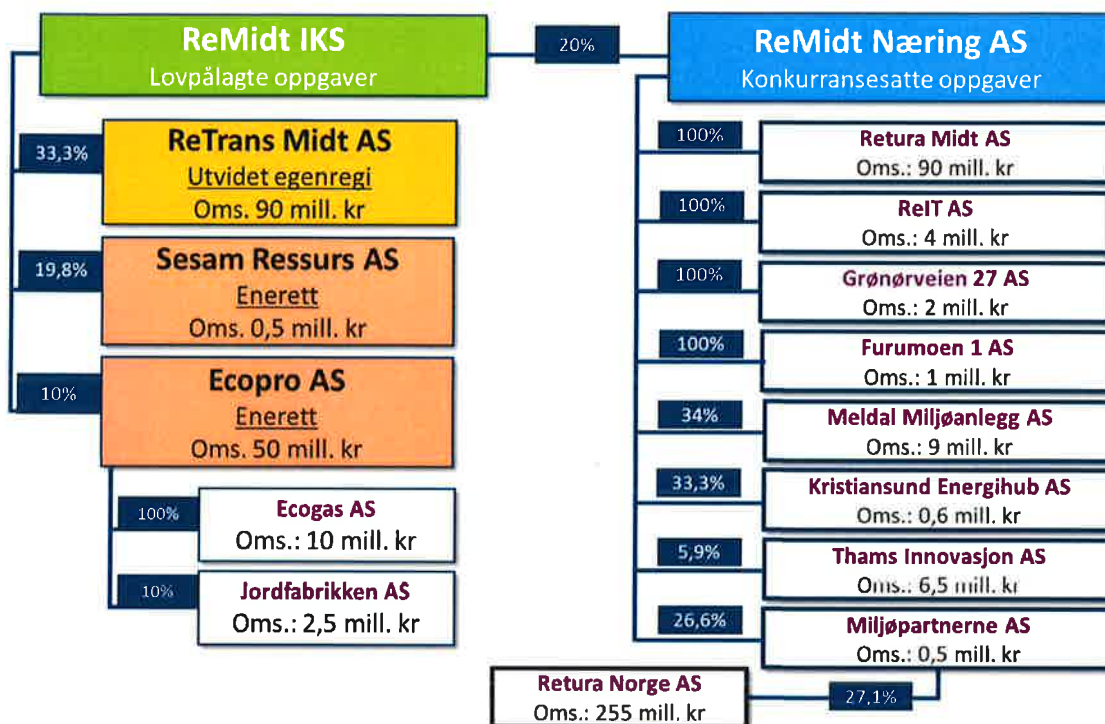 ReMidt IKS
Lovpålagte oppgaver
20%
ReMidt Næring AS
Konkurransesatte oppgaver
33,3%
ReTrans Midt AS
Utvidet egenregi
Oms. 90 mill. kr
19,8%
Sesam Ressurs AS
Enerett
Oms. 0,5 mill. kr
10%
Ecopro AS
Enerett
Oms. 50 mill. kr
100%
Ecogas AS
Oms.: 10 mill. kr
10%
Jordfabrikken AS
Oms.: 2,5 mill. kr
100%
Retura Midt AS
Oms.: 90 mill. kr
100%
ReIT AS
Oms.: 4 mill. kr
100%
Grønørveien 27 AS
Oms.: 2 mill. kr
100%
Furumoen 1 AS
Oms.: 1 mill. kr
34%
Meldal Miljøanlegg AS
Oms.: 9 mill. kr
33,3%
Kristiansund Energihub AS
Oms.: 0,6 mill. kr
5,9%
Thams Innovasjon AS
Oms.: 6,5 mill. kr
26,6%
Miljøpartnerne AS
Oms.: 0,5 mill. kr
Retura Norge AS
Oms.: 255 mill. kr
27,1%